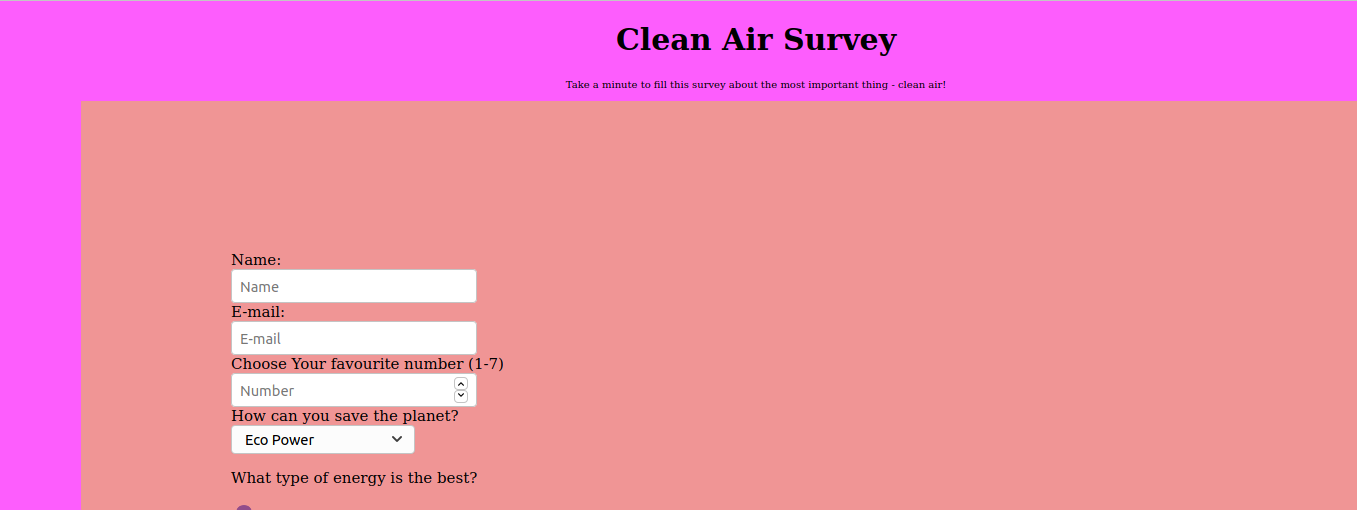 Clean Air Survey
Take a minute to fill this survey about the most important thing - clean air!
Name:
Name
E-mail:
E-mail
Choose Your favourite number (1-7)
Number
How can you save the planet?
Eco Power
What type of energy is the best?